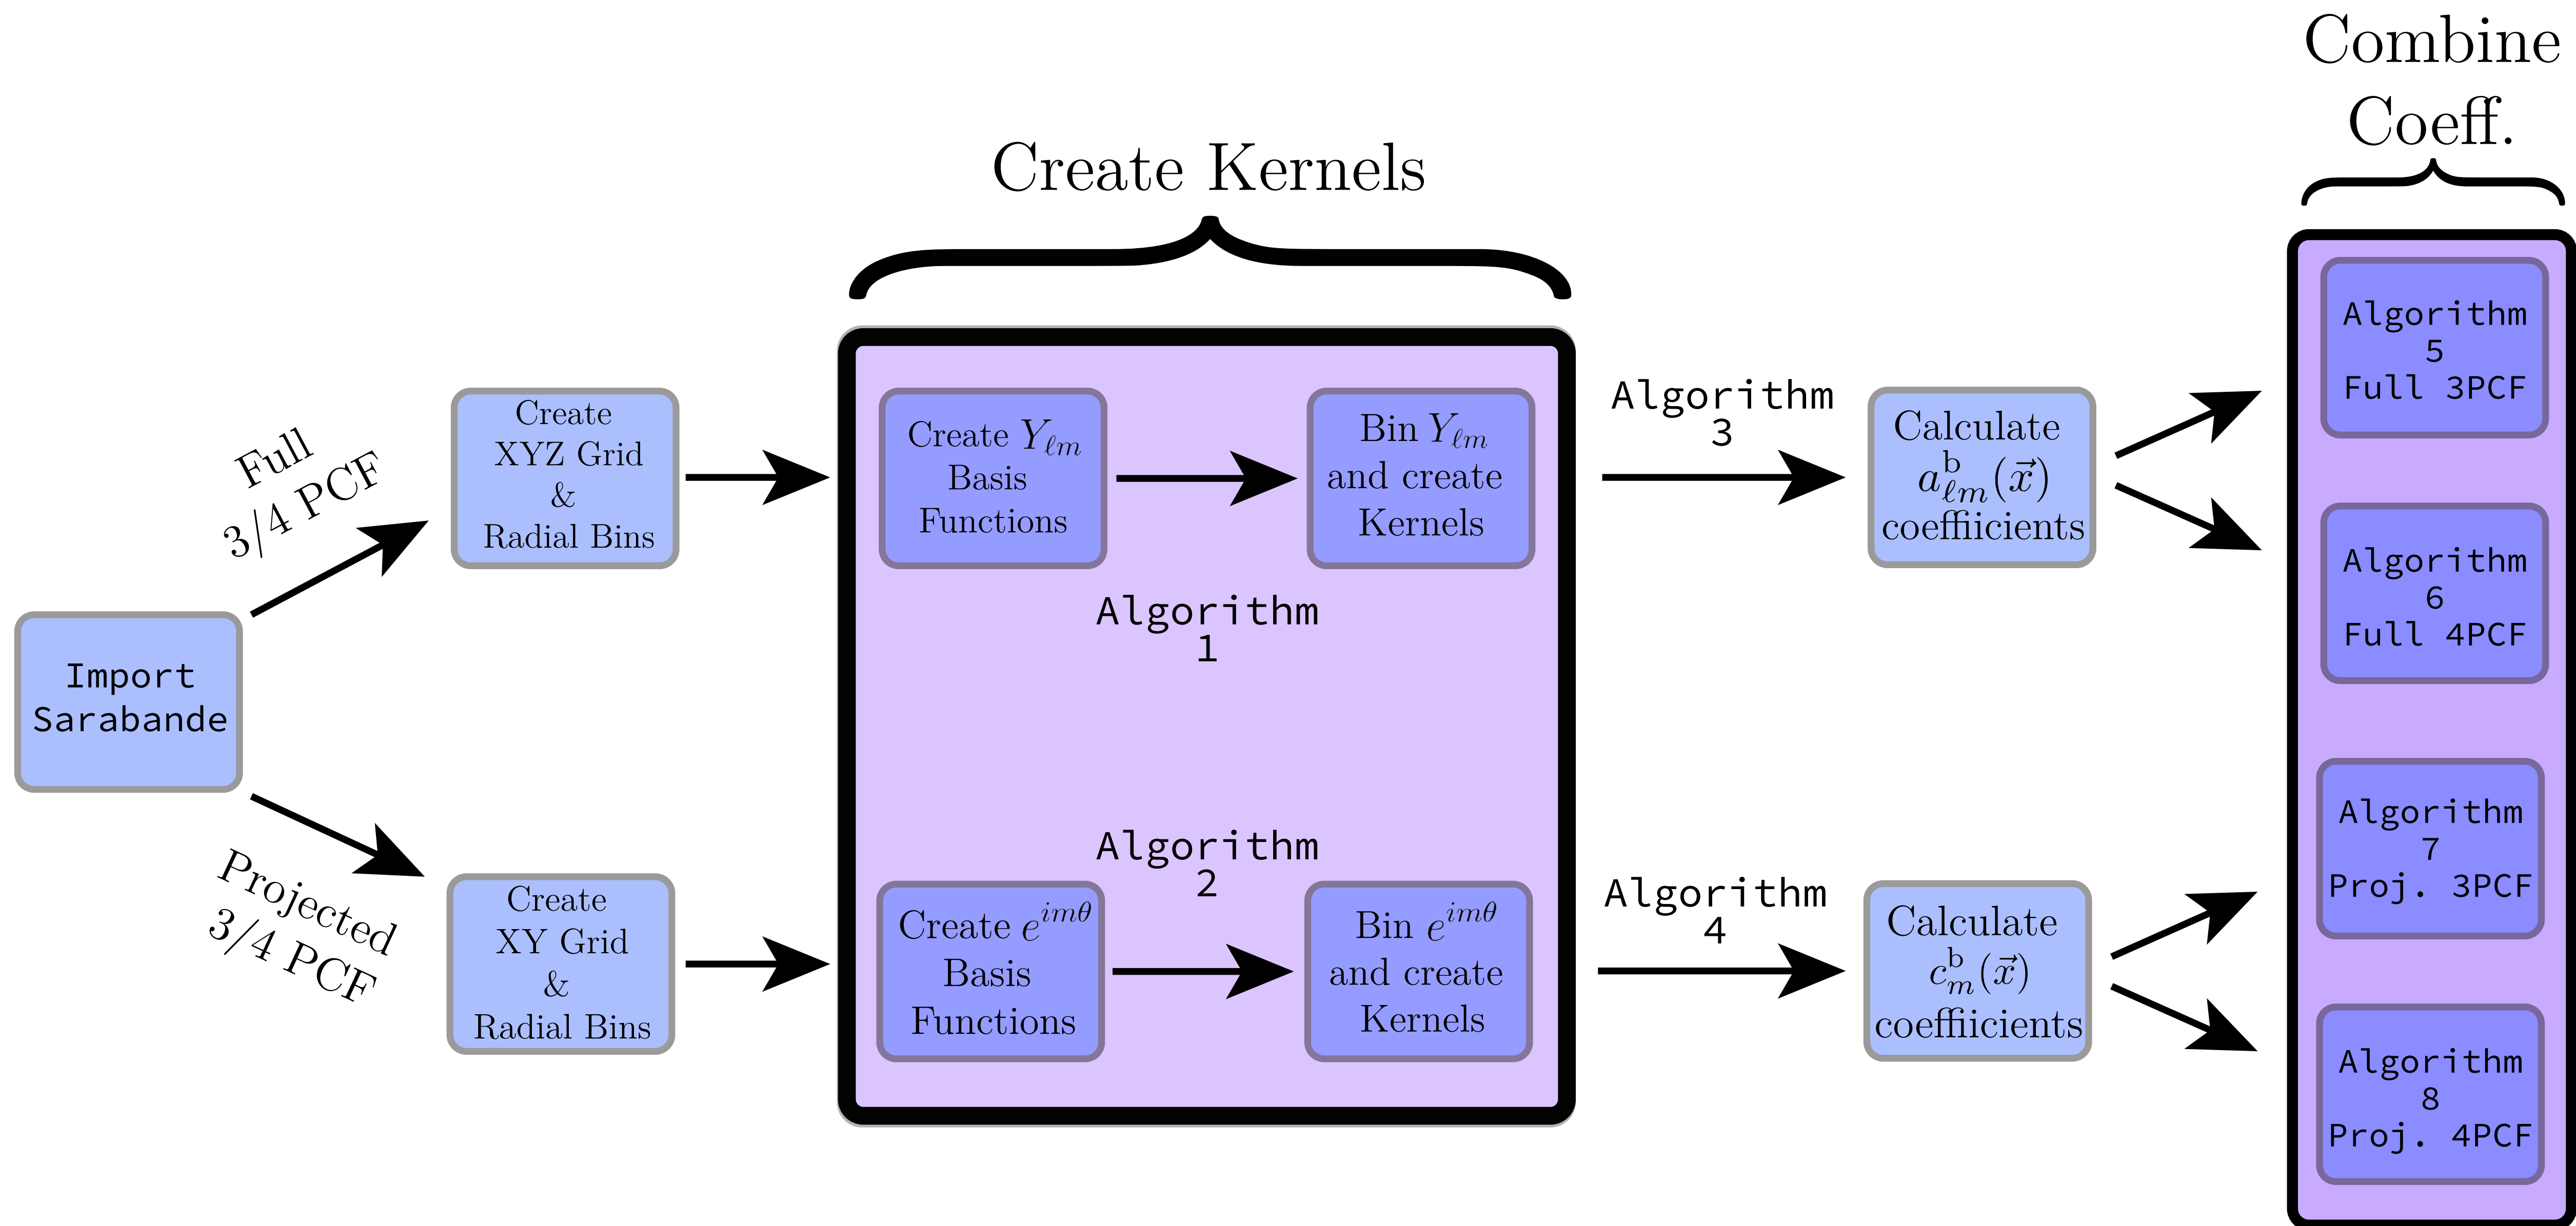 Combine
Coeff.
Create Kernels
Full
3/4 PCF
Create
XYZ Grid
&
Radial Bins
Create $Y_{\ell m}$
Basis
Functions
Bin $Y_{\ell m}$
and create
Kernels
Algorithm
1
Algorithm
3
Calculate
$a^{\mathrm{b}}_{\ell m}(\vec{x})$
coeffiicients
Algorithm
5
Full 3PCF
Algorithm
6
Full 4PCF
Import
Sarabande
Projected
3/4 PCF
Create
XY Grid
&
Radial Bins
Algorithm
2
Create $e^{im\theta}$
Basis
Functions
Bin $e^{im\theta}$
and create
Kernels
Algorithm
4
Calculate
$c^{\mathrm{b}}_{m}(\vec{x})$
coeffiicients
Algorithm
7
Proj. 3PCF
Algorithm
8
Proj. 4PCF